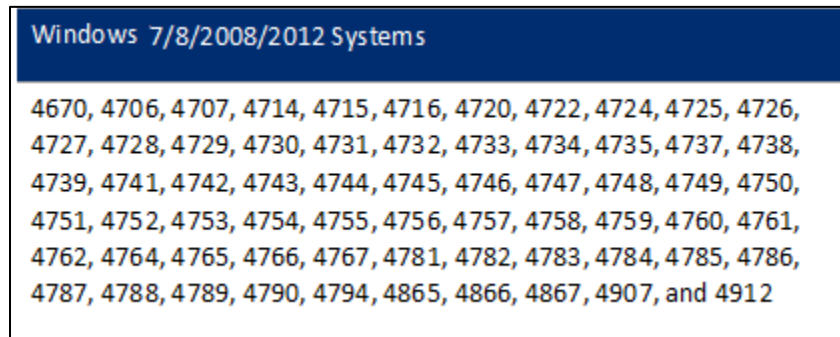 Windows 7/8/2008/2012 Systems
4670, 4706, 4707, 4714, 4715, 4716, 4720, 4722, 4724, 4725, 4726,
4727, 4728, 4729, 4730, 4731, 4732, 4733, 4734, 4735, 4737, 4738,
4739, 4741, 4742, 4743, 4744, 4745, 4746, 4747, 4748, 4749, 4750,
4751, 4752, 4753, 4754, 4755, 4756, 4757, 4758, 4759, 4760, 4761,
4762, 4764, 4765, 4766, 4767, 4781, 4782, 4783, 4784, 4785, 4786,
4787, 4788, 4789, 4790, 4794, 4865, 4866, 4867, 4907, and 4912